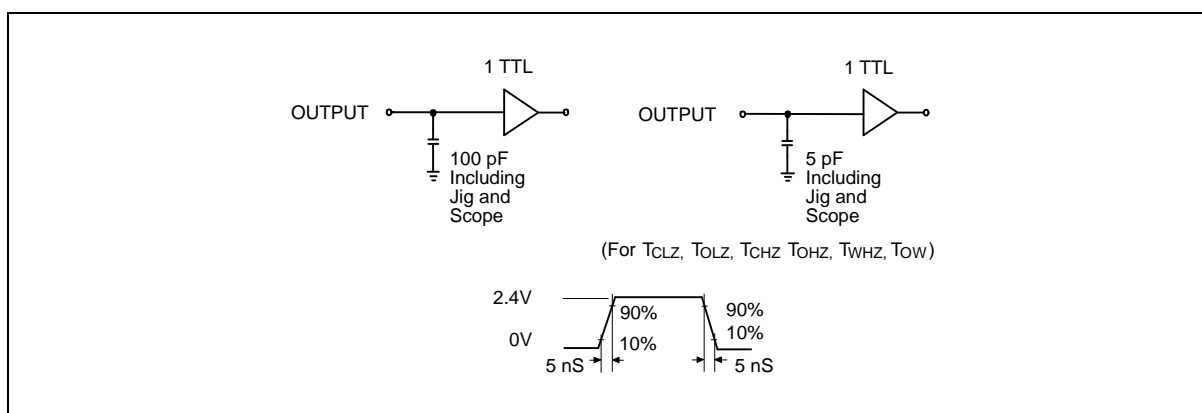 1 TTL
OUTPUT
100 pF
Including
Jig and
Scope
1 TTL
OUTPUT
5 pF
Including
Jig and
Scope
(For TCLZ, TOLZ, TCHZ TOHZ, TWHZ, TOW)
2.4V
90%
90%
0V
10%
10%
5 nS
5 nS